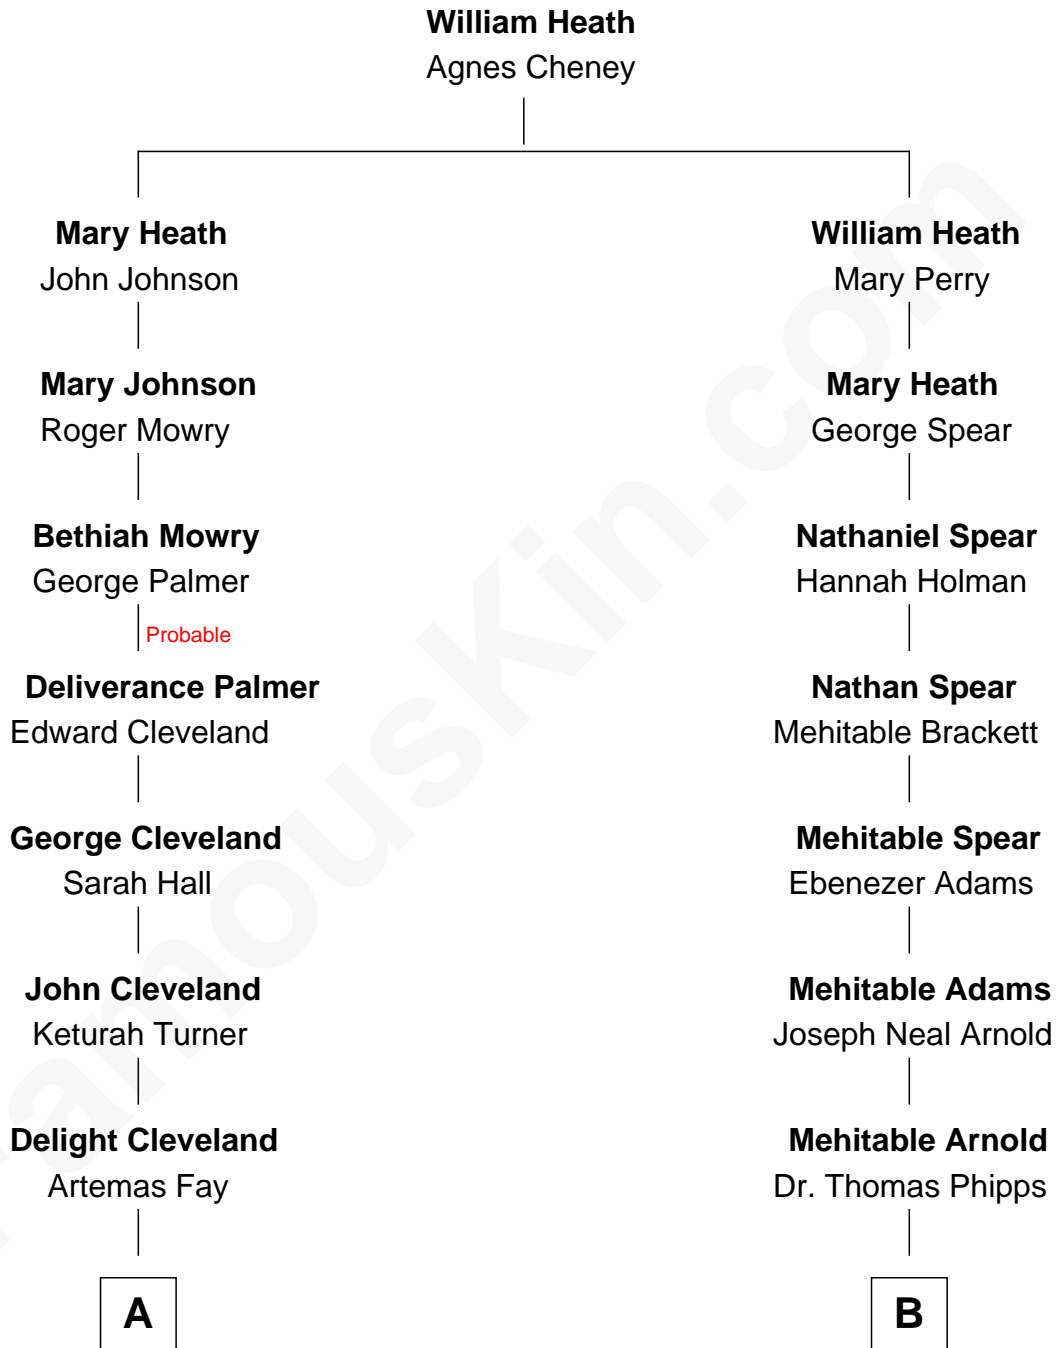 William Heath
Agnes Cheney
Mary Heath
John Johnson
William Heath
Mary Perry
Mary Johnson
Roger Mowry
Mary Heath
George Spear
Bethiah Mowry
George Palmer
Nathaniel Spear
Hannah Holman
Probable
Deliverance Palmer
Edward Cleveland
Nathan Spear
Mehitable Brackett
George Cleveland
Sarah Hall
Mehitable Spear
Ebenezer Adams
John Cleveland
Keturah Turner
Mehitable Adams
Joseph Neal Arnold
Delight Cleveland
Artemas Fay
Mehitable Arnold
Dr. Thomas Phipps
A
B
FamousKin.com